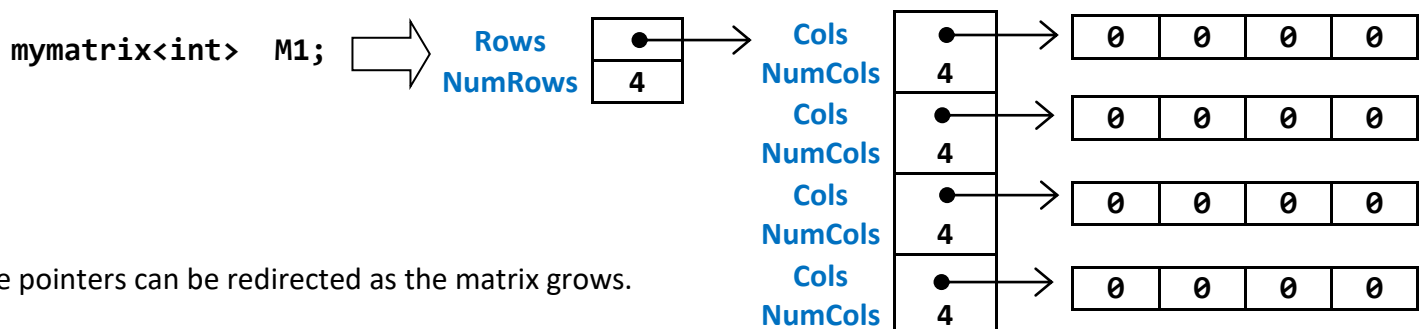 mymatrix<int> M1;
Rows
NumRows
4
Cols
NumCols
4
0 0 0 0
Cols
NumCols
4
0 0 0 0
Cols
NumCols
4
0 0 0 0
Cols
NumCols
4
0 0 0 0
pointers can be redirected as the matrix grows.